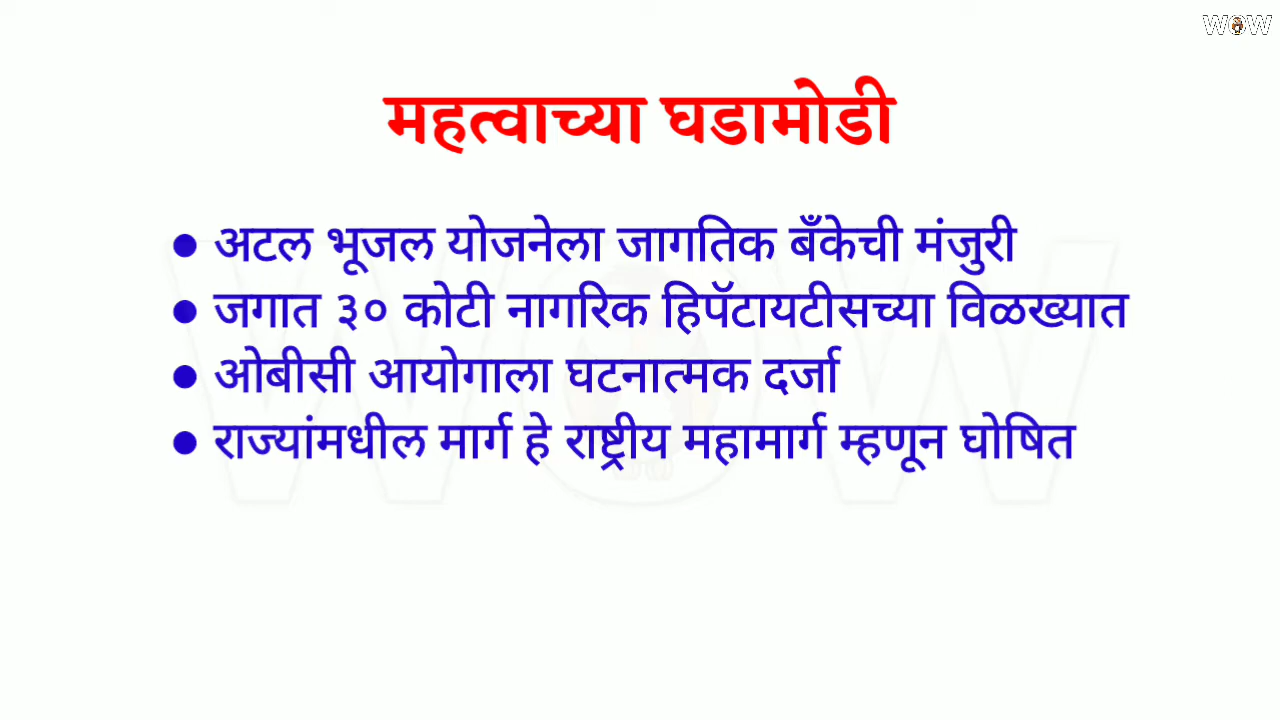 WOW
महत्वाच्या घडामोडी
● अटल भूजल योजनेला जागतिक बँकेची मंजुरी
● जगात ३० कोटी नागरिक हिपॅटायटीसच्या विळख्यात
● ओबीसी आयोगाला घटनात्मक दर्जा
● राज्यांमधील मार्ग हे राष्ट्रीय महामार्ग म्हणून घोषित
WOW